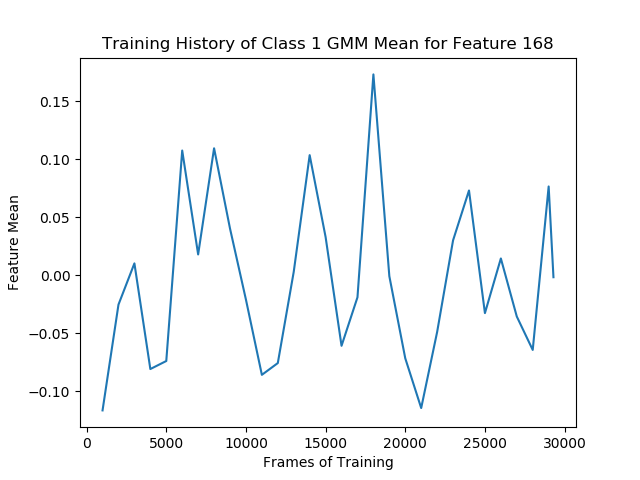 Training History of Class 1 GMM Mean for Feature 168
Feature Mean
0.15
0.10
0.05
0.00
−0.05
−0.10
0 5000 10000 15000 20000 25000 30000
Frames of Training